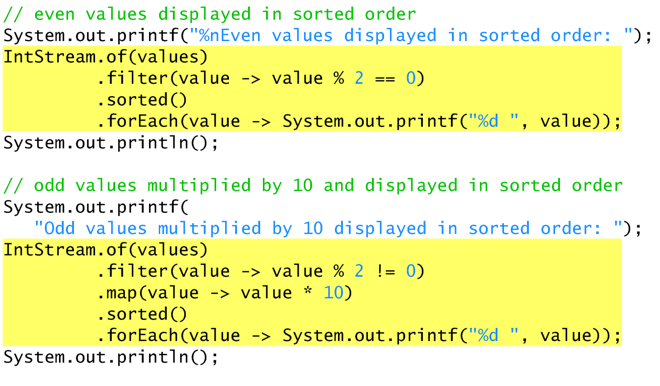 // even values displayed in sorted order
System.out.printf("%nEven values displayed in sorted order: ");
IntStream.of(values)
         .filter(value -> value % 2 == 0)
         .sorted()
         .forEach(value -> System.out.printf("%d ", value));
System.out.println();

// odd values multiplied by 10 and displayed in sorted order
System.out.printf(
   "Odd values multiplied by 10 displayed in sorted order: ");
IntStream.of(values)
         .filter(value -> value % 2 != 0)
         .map(value -> value * 10)
         .sorted()
         .forEach(value -> System.out.printf("%d ", value));
System.out.println();